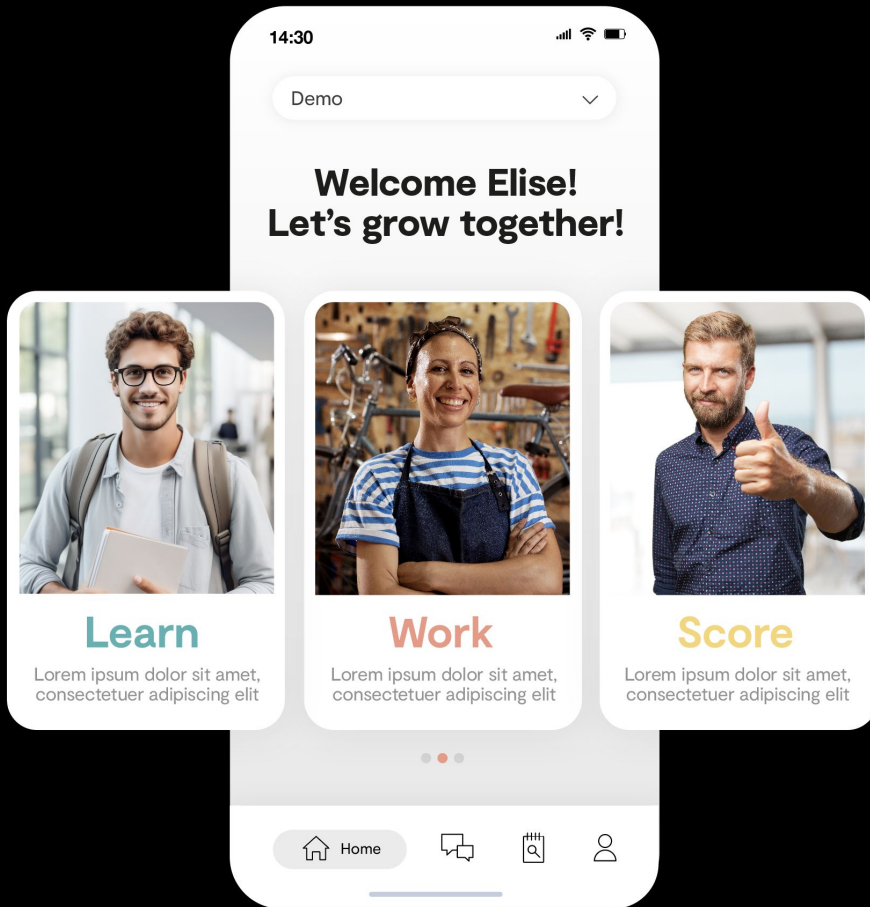 14:30
Demo
Welcome Elise!
Let's grow together!
Learn
Lorem ipsum dolor sit amet,
consectetuer adipiscing elit
Work
Lorem ipsum dolor sit amet,
consectetuer adipiscing elit
Score
Lorem ipsum dolor sit amet,
consectetuer adipiscing elit
Home